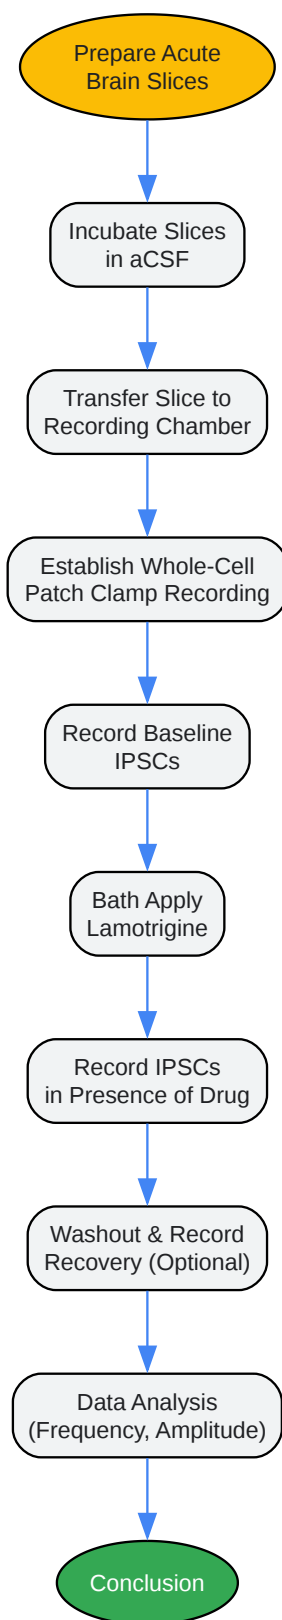 Prepare Acute
Brain Slices
Incubate Slices
in aCSF
Transfer Slice to
Recording Chamber
Establish Whole-Cell
Patch Clamp Recording
Record Baseline
IPSCs
Bath Apply
Lamotrigine
Record IPSCs
in Presence of Drug
Washout & Record
Recovery (Optional)
Data Analysis
(Frequency, Amplitude)
Conclusion